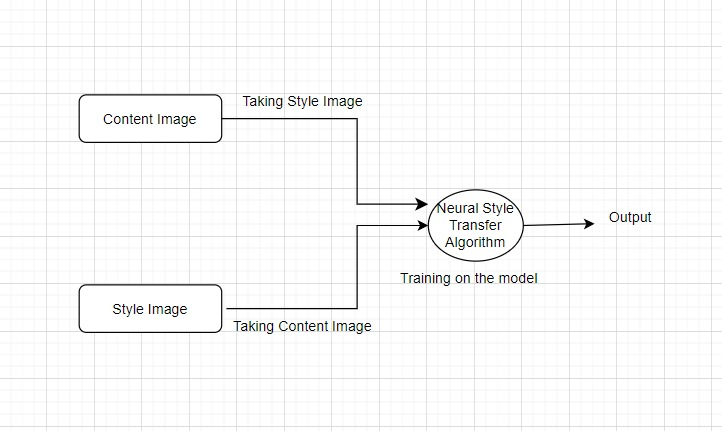 Taking Style Image
Content Image
Neural Style
Transfer
Algorithm
Output
Training on the model
Style Image
Taking Content Image